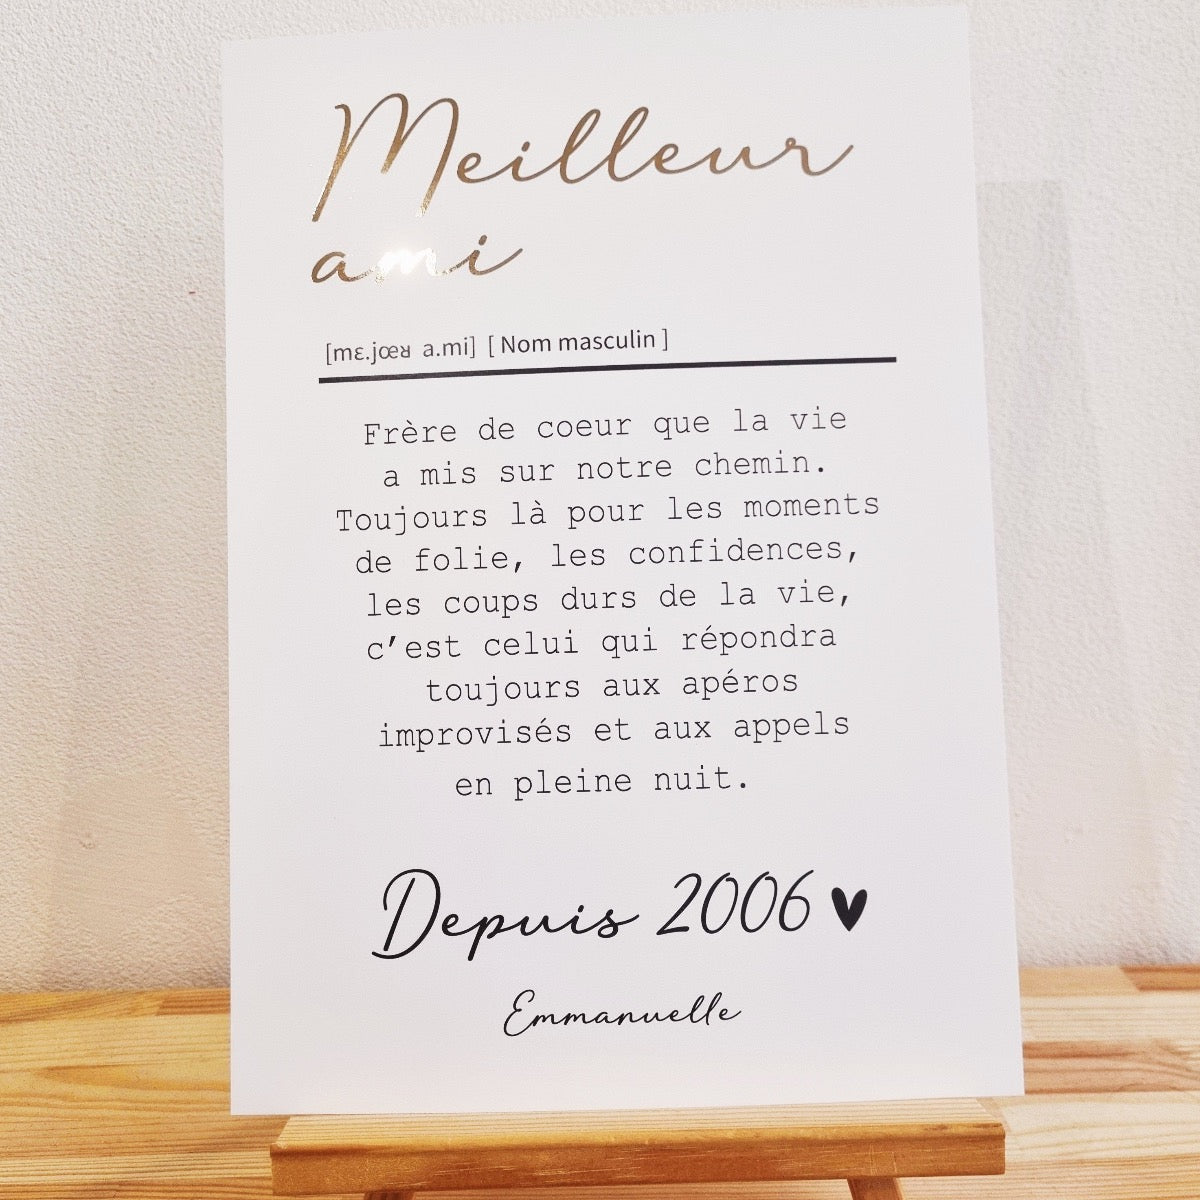 Meilleur
ami
[mɛ.jœʁ a.mi] [ Nom masculin ]
Frère de coeur que la vie
a mis sur notre chemin.
Toujours là pour les moments
de folie, les confidences,
les coups durs de la vie,
c’est celui qui répondra
toujours aux apéros
improvisés et aux appels
en pleine nuit.
Depuis 2006 ♥
Emmanuelle